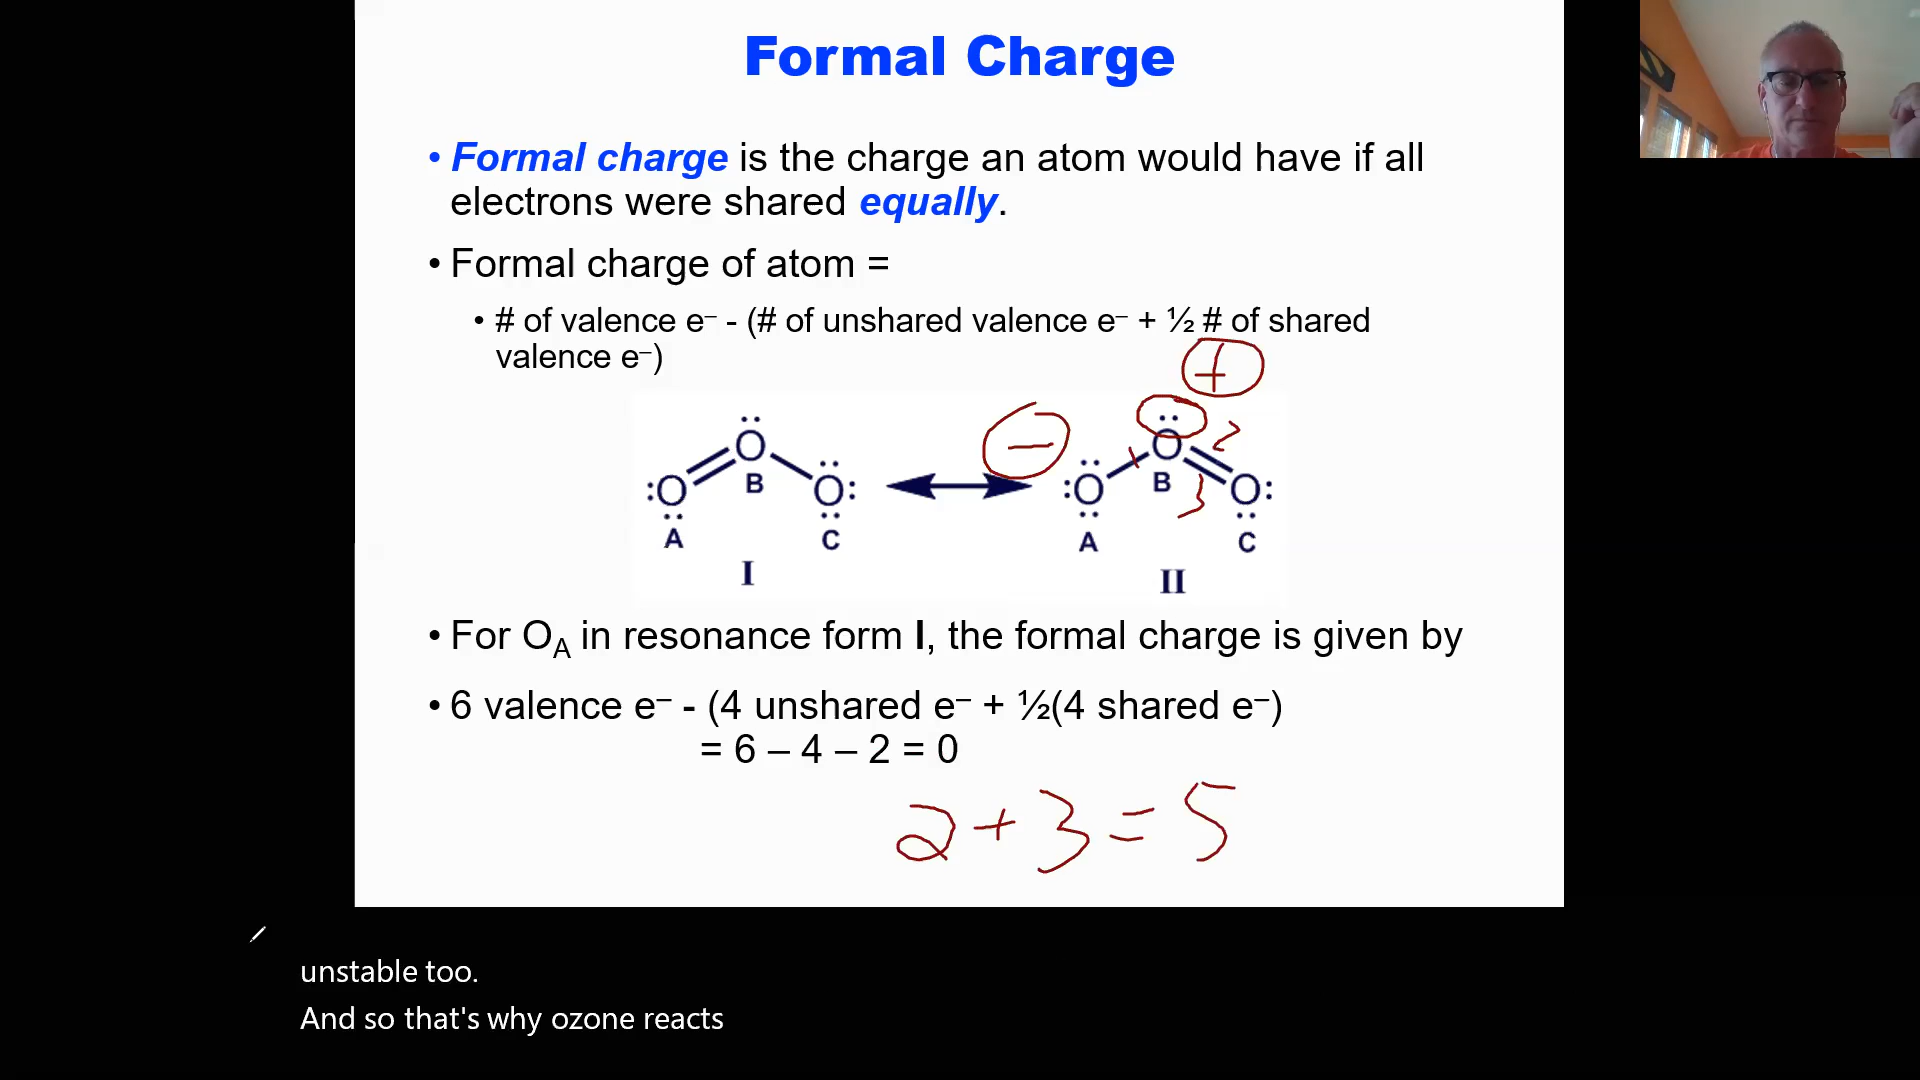 Formal Charge
• Formal charge is the charge an atom would have if all
electrons were shared equally.
• Formal charge of atom =
• # of valence e– - (# of unshared valence e– + ½ # of shared
valence e–)
+
–
O O O
A B C
I
O O O
A B C
II
1 2 3
• For OA in resonance form I, the formal charge is given by
• 6 valence e– - (4 unshared e– + ½(4 shared e–)
= 6 – 4 – 2 = 0
2 + 3 = 5
unstable too.
And so that's why ozone reacts